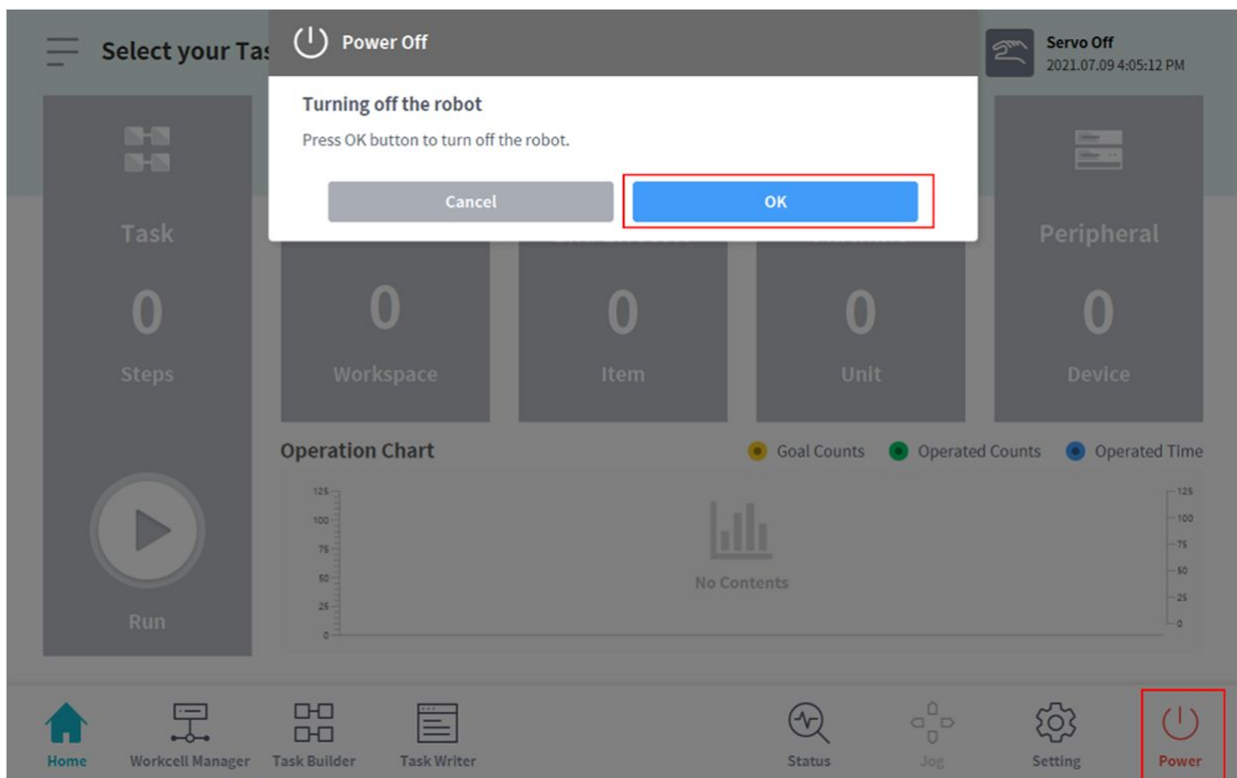 Select your Tas
Power Off
Servo Off
2021.07.09 4:05:12 PM
Turning off the robot
Press OK button to turn off the robot.
Cancel
OK
Task
0
Steps
Run
0
Workspace
0
Item
0
Unit
Peripheral
0
Device
Operation Chart
Goal Counts
Operated Counts
Operated Time
125
100
75
50
25
0
No Contents
125
100
75
50
25
0
Home
Workcell Manager
Task Builder
Task Writer
Status
Jog
Setting
Power